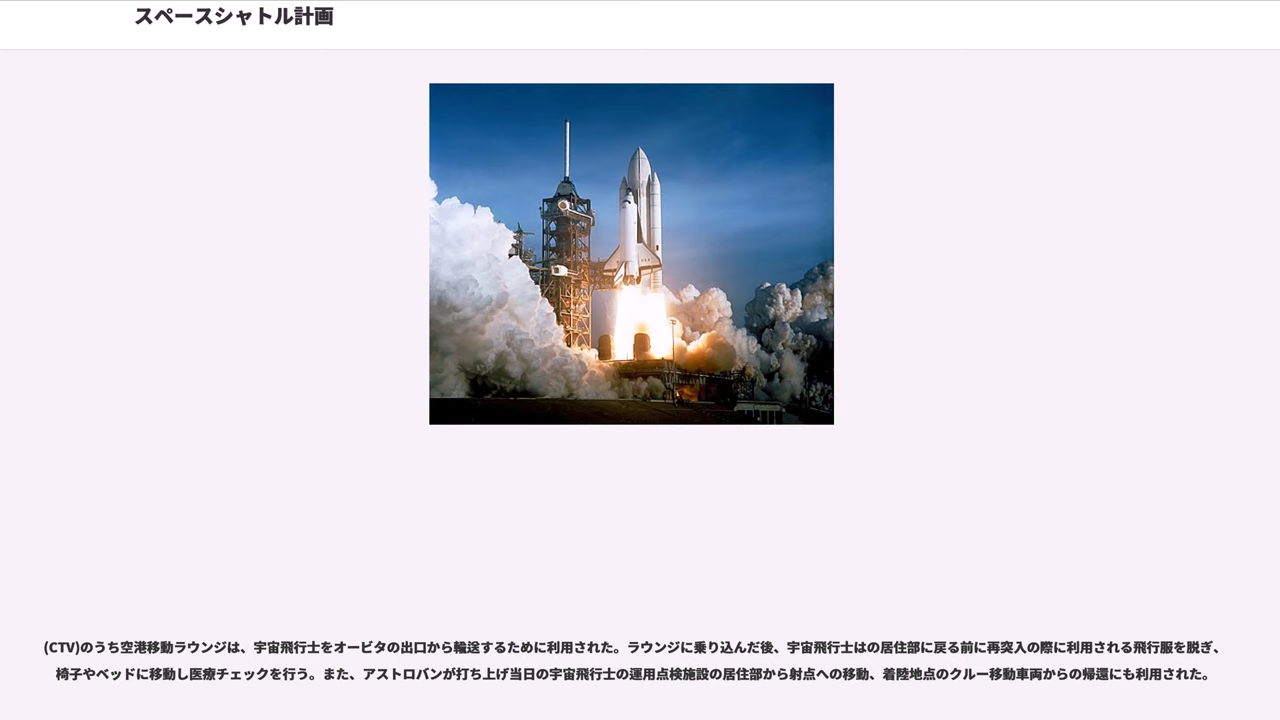 スペースシャトル計画
(CTV)のうち空港移動ラウンジは、宇宙飛行士をオービタの出口から輸送するために利用された。ラウンジに乗り込んだ後、宇宙飛行士はの居住部に戻る前に再突入の際に利用される飛行服を脱ぎ、
椅子やベッドに移動し医療チェックを行う。また、アストロバンが打ち上げ当日の宇宙飛行士の運用点検施設の居住部から射点への移動、着陸地点のクルー移動車両からの帰還にも利用された。